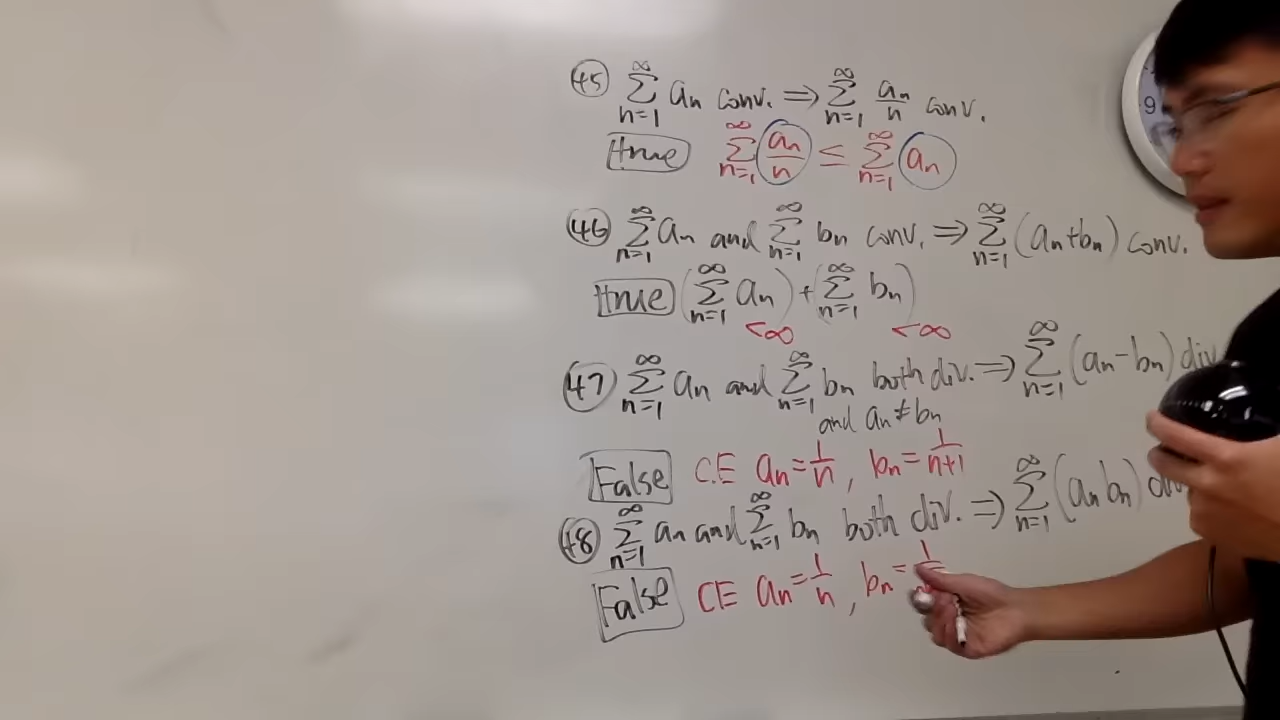 (45) ∑_{n=1}^{∞} aₙ conv. ⇒ ∑_{n=1}^{∞} aₙ/n conv.
true ∑_{n=1}^{∞} aₙ/n ≤ ∑_{n=1}^{∞} aₙ
(46) ∑_{n=1}^{∞} aₙ and ∑_{n=1}^{∞} bₙ conv. ⇒ ∑_{n=1}^{∞} (aₙ+bₙ) conv.
true (∑_{n=1}^{∞} aₙ) + (∑_{n=1}^{∞} bₙ)
<∞ <∞
(47) ∑_{n=1}^{∞} aₙ and ∑_{n=1}^{∞} bₙ both div. ⇒ ∑_{n=1}^{∞} (aₙ-bₙ) div
and aₙ≠bₙ
False C.E aₙ=1/n, bₙ=1/(n+1)
(48) ∑_{n=1}^{∞} aₙ and ∑_{n=1}^{∞} bₙ both div. ⇒ ∑_{n=1}^{∞} (aₙ bₙ) div
False CE aₙ=1/n, bₙ=
9